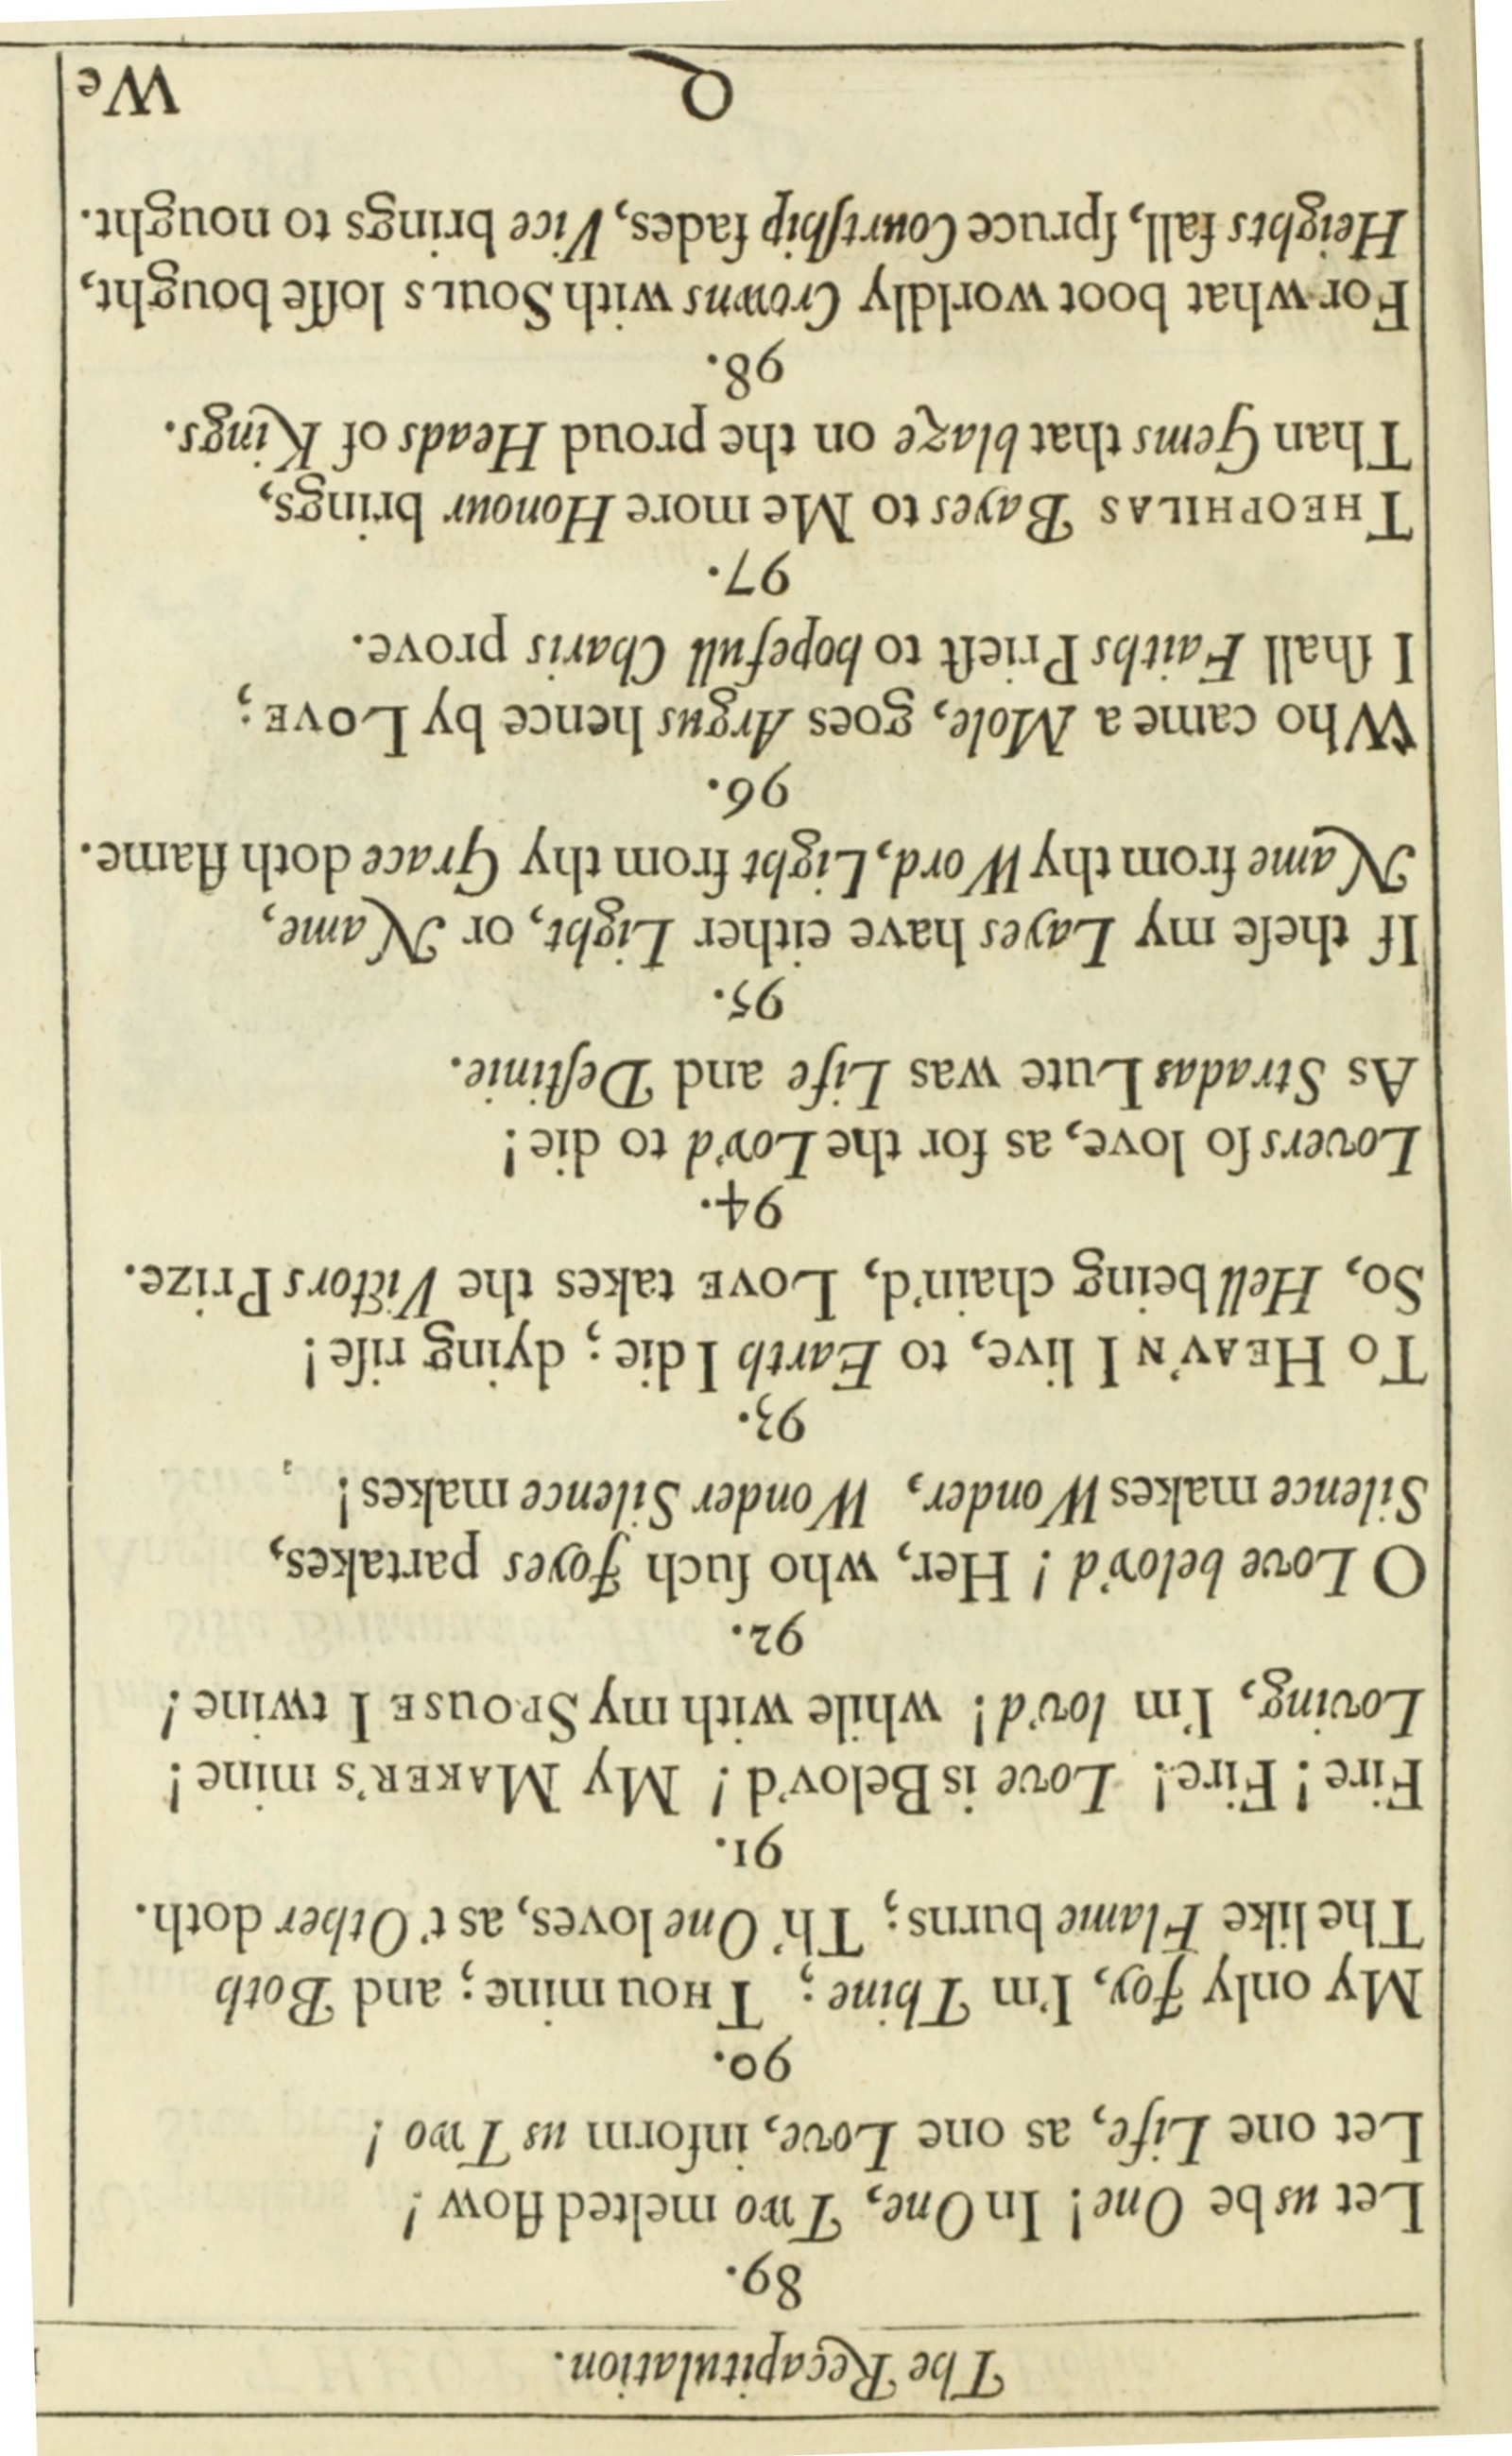 The Recapitulation.
89.
Let us be One! In One, Two melted flow!
Let one Life, as one Love, inform us Two!
90.
My only Joy, I'm Thine; THOU mine; and Both
The like Flame burns; Th' One loves, as t' Other doth.
91.
Fire! Fire! Love is Belov'd! My MAKER'S mine!
Loving, I'm lov'd! while with my SPOUSE I twine!
92.
O Love belov'd! Her, who ſuch Joyes partakes,
Silence makes Wonder, Wonder Silence makes!
93.
To HEAV'N I live, to Earth I die; dying riſe!
So, Hell being chain'd, LOVE takes the Victors Prize.
94.
Lovers ſo love, as for the Lov'd to die!
As Stradas Lute was Life and Deſtinie.
95.
If theſe my Layes have either Light, or Name,
Name from thy Word, Light from thy Grace doth flame.
96.
Who came a Mole, goes Argus hence by LOVE;
I ſhall Faiths Prieſt to hopefull Charis prove.
97.
THEOPHILAS Bayes to Me more Honour brings,
Than Gems that blaze on the proud Heads of Kings.
98.
For what boot worldly Crowns with SOULS loſſe bought,
Heights fall, ſpruce Courtſhip fades, Vice brings to nought.
Q We